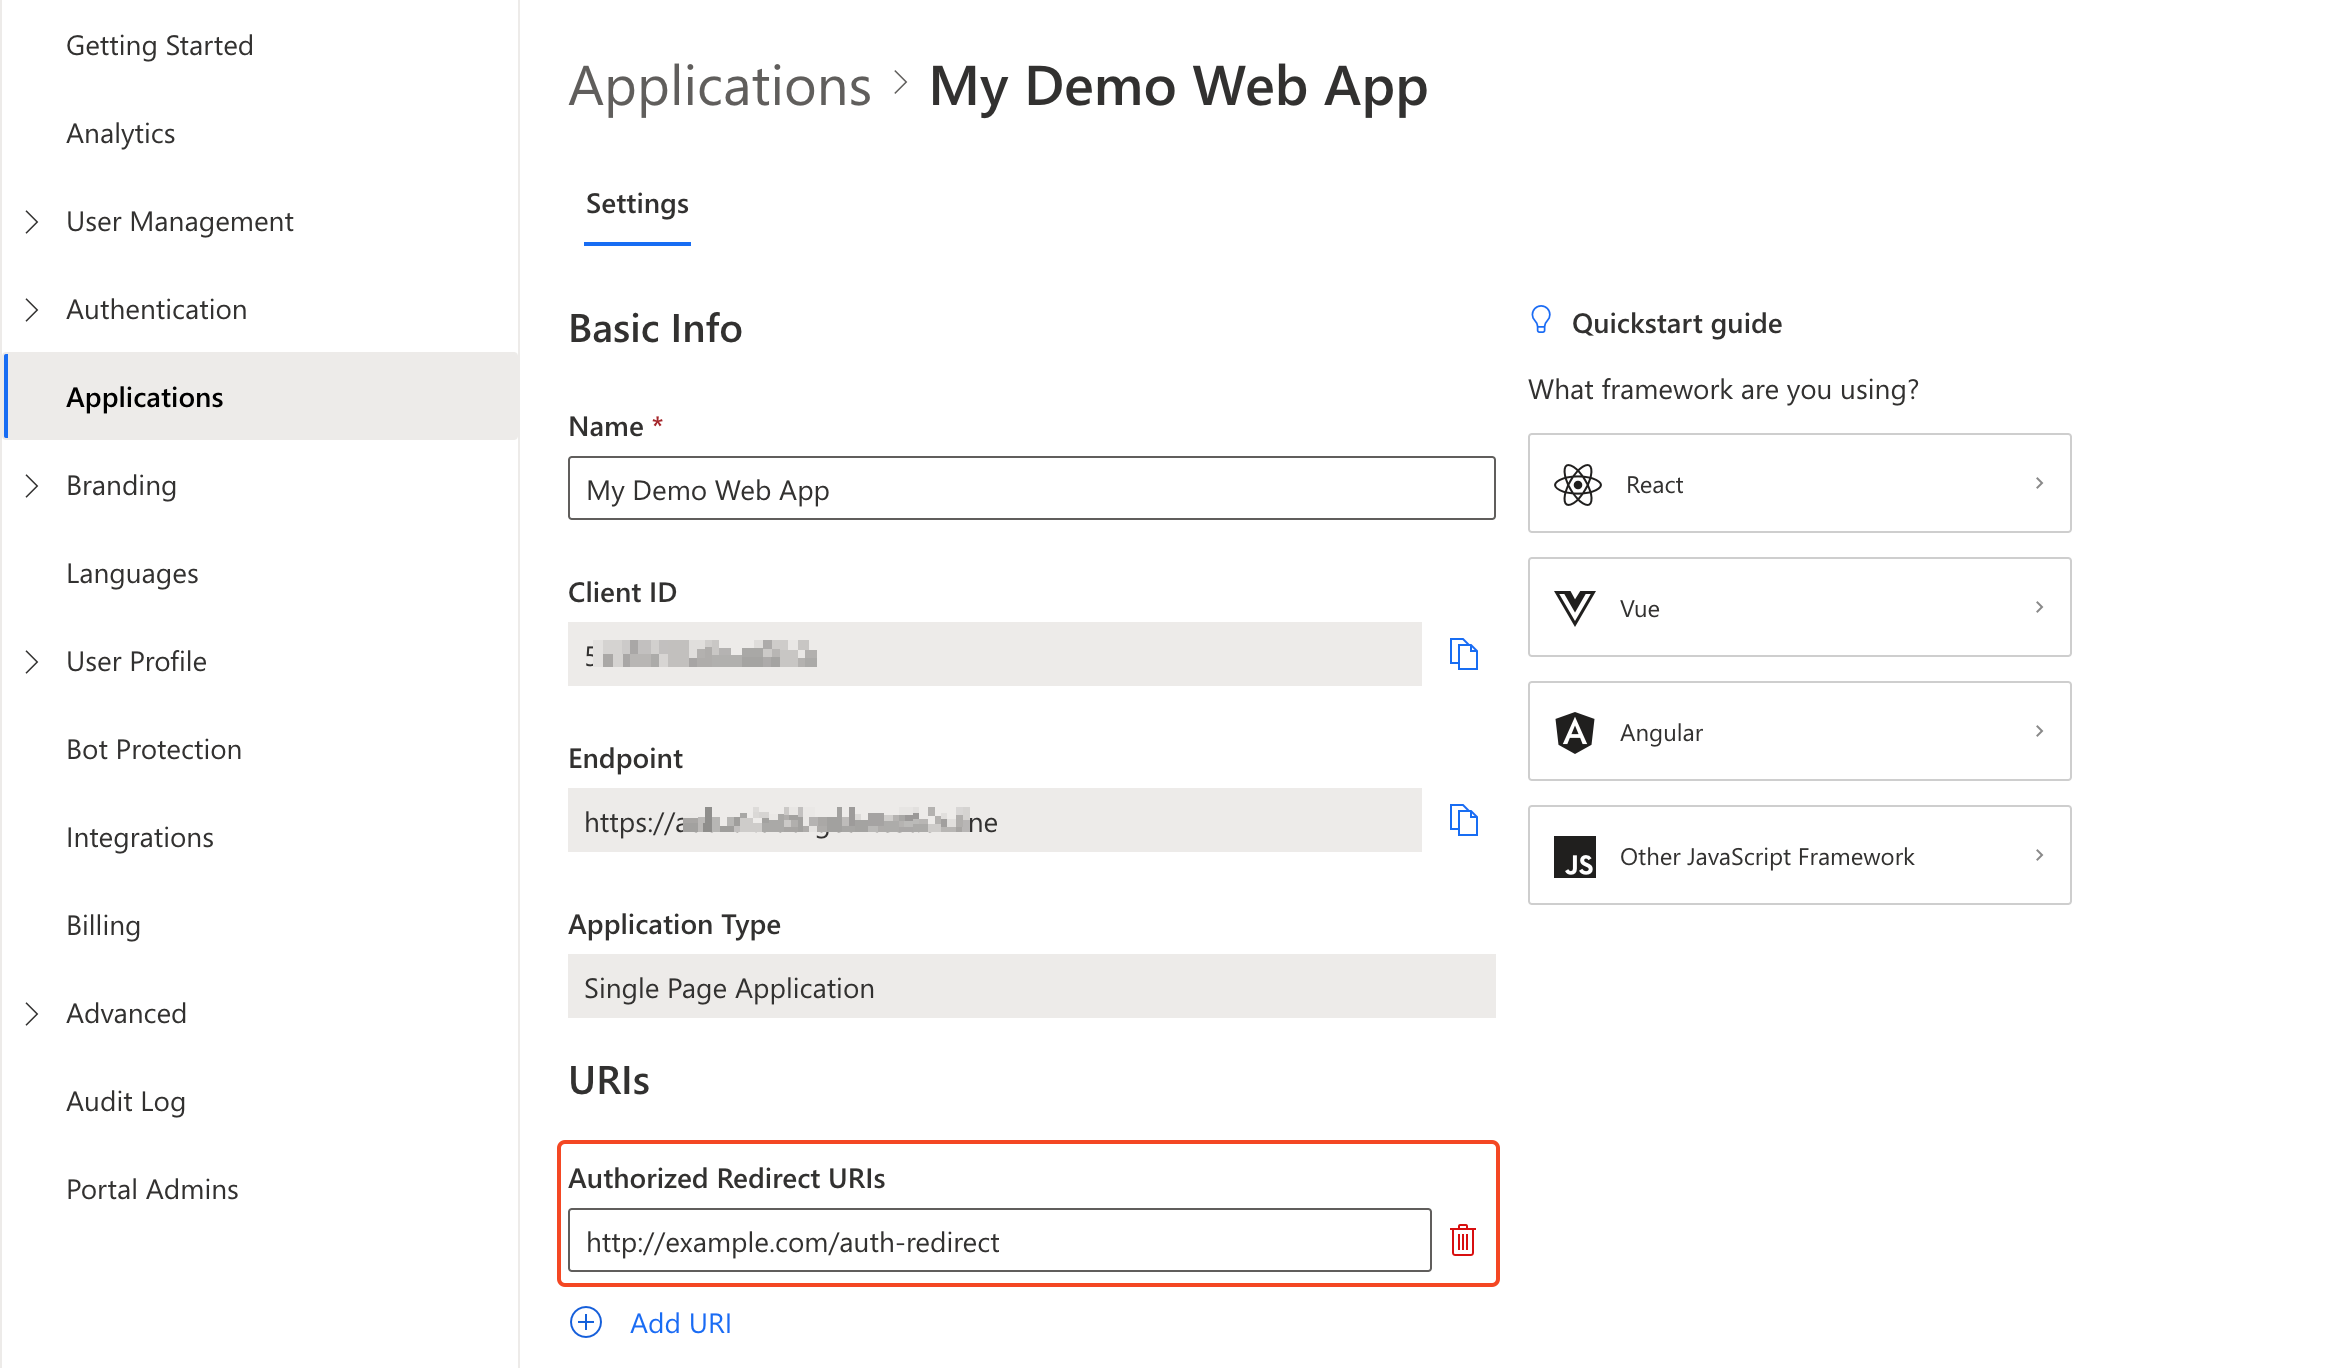 Getting Started
Analytics
User Management
Authentication
Applications
Branding
Languages
User Profile
Bot Protection
Integrations
Billing
Advanced
Audit Log
Portal Admins
Applications > My Demo Web App
Settings
Basic Info
Name *
My Demo Web App
Client ID
5
Endpoint
https://a
ne
Application Type
Single Page Application
URIs
Authorized Redirect URIs
http://example.com/auth-redirect
Add URI
Quickstart guide
What framework are you using?
React
Vue
Angular
JS Other JavaScript Framework